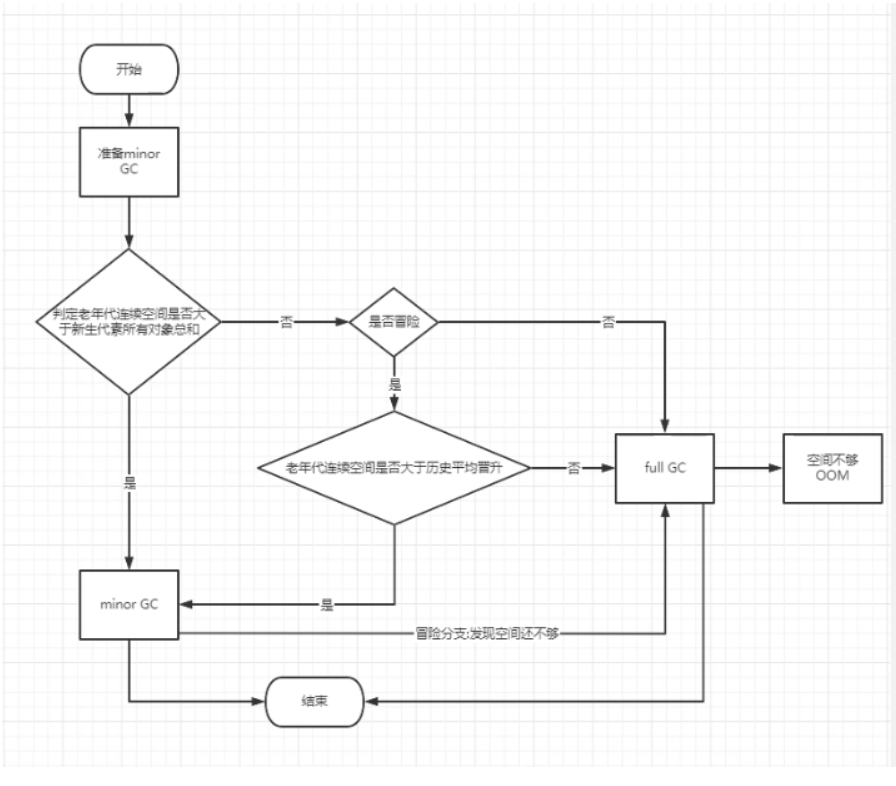 开始
准备minor
GC
判定老年代连续空间是否大
于新生代素所有对象总和
否
是否冒险
否
是
老年代连续空间是否大于历史平均晋升
否
full GC
空间不够
OOM
是
minor GC
是
冒险分支:发现空间还不够
结束